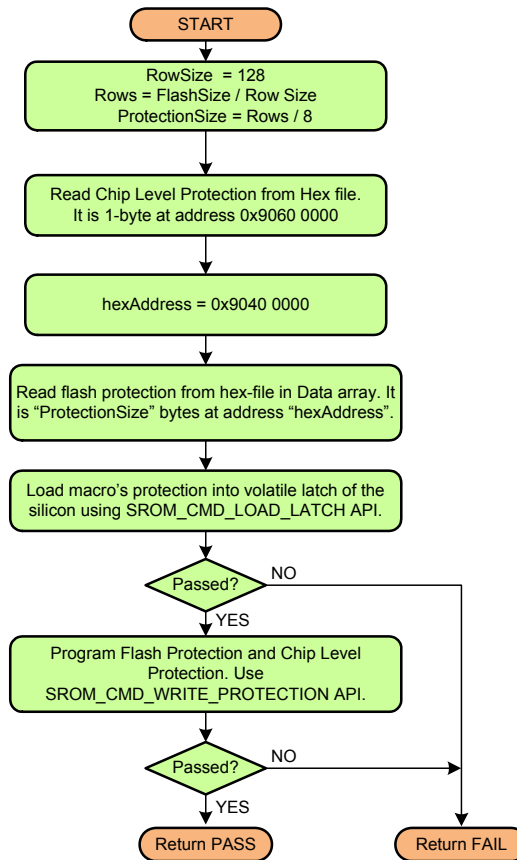 START
RowSize = 128
Rows = FlashSize / Row Size
ProtectionSize = Rows / 8
Read Chip Level Protection from Hex file.
It is 1-byte at address 0x9060 0000
hexAddress = 0x9040 0000
Read flash protection from hex-file in Data array. It
is “ProtectionSize” bytes at address “hexAddress”.
Load macro’s protection into volatile latch of the
silicon using SROM_CMD_LOAD_LATCH API.
Passed?
NO
YES
Program Flash Protection and Chip Level
Protection. Use
SROM_CMD_WRITE_PROTECTION API.
Passed?
NO
YES
Return PASS
Return FAIL